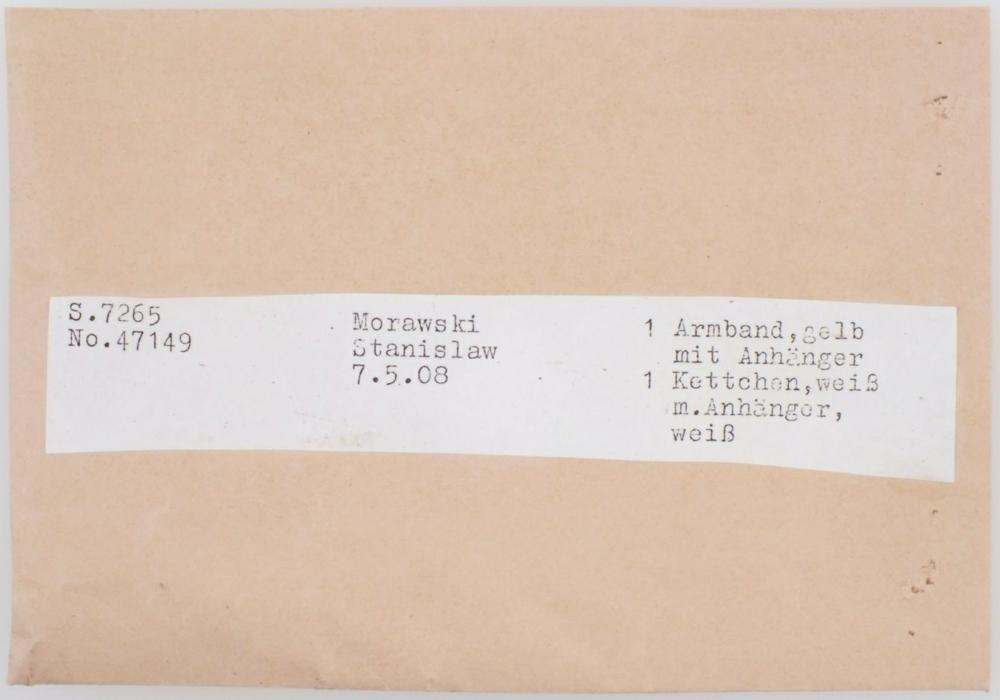 S.7265
No.47149
Morawski
Stanislaw
7.5.08
1 Armband,gelb
mit Anhänger
1 Kettchen,weiß
m.Anhänger,
weiß